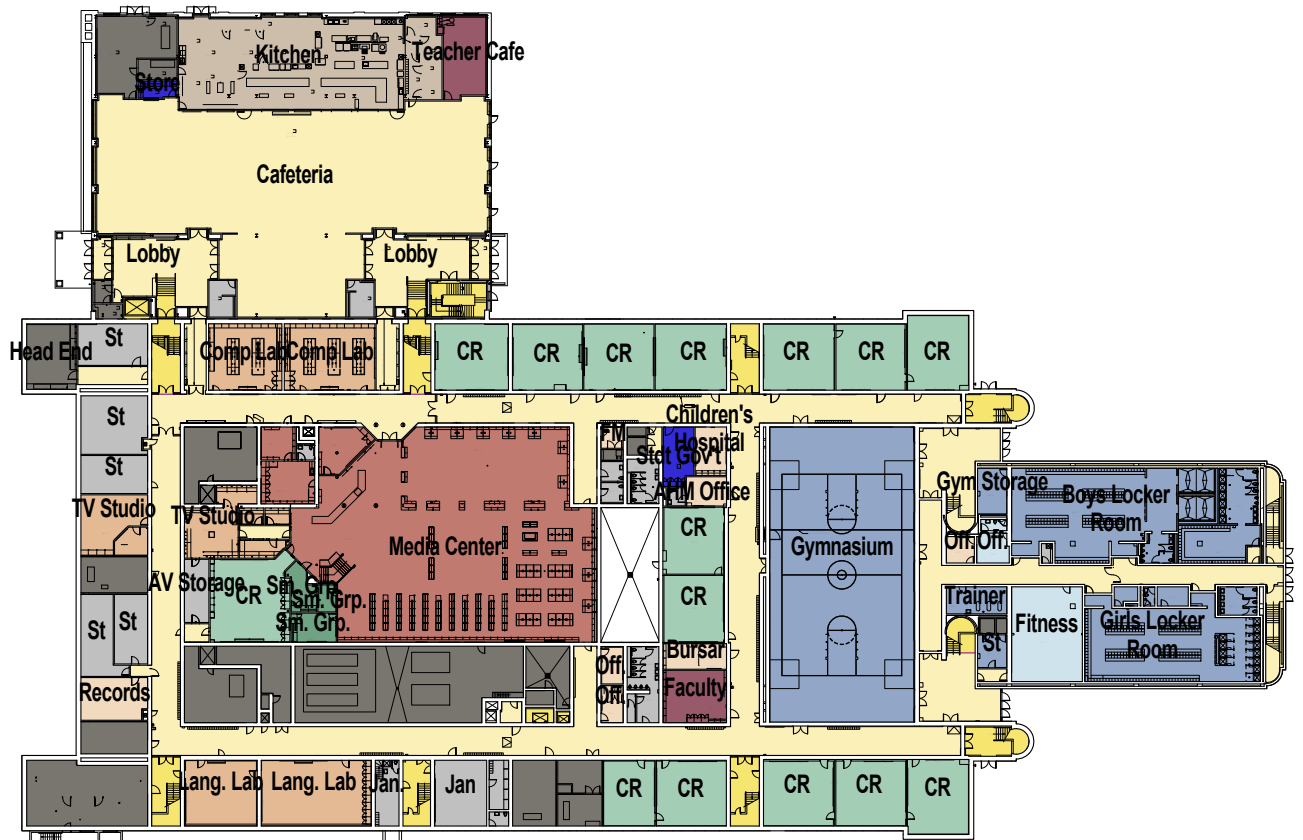 Kitchen
Teacher Cafe
Store
Cafeteria
Lobby
Lobby
Head End
St
Comp Lab
Comp Lab
CR
CR
CR
CR
CR
CR
CR
St
St
TV Studio
TV Studio
AV Storage
CR
Sm. Grp.
Sm. Grp.
Sm. Grp.
Media Center
FM
Children's
Hospital
Stdt Gov't
AHM Office
CR
CR
Bursar
Faculty
Off.
Off.
Gymnasium
Gym Storage
Boys Locker
Room
Off.
Off.
Trainer
St
Fitness
Girls Locker
Room
St
St
Records
Lang. Lab
Lang. Lab
Jan.
Jan
CR
CR
CR
CR
CR